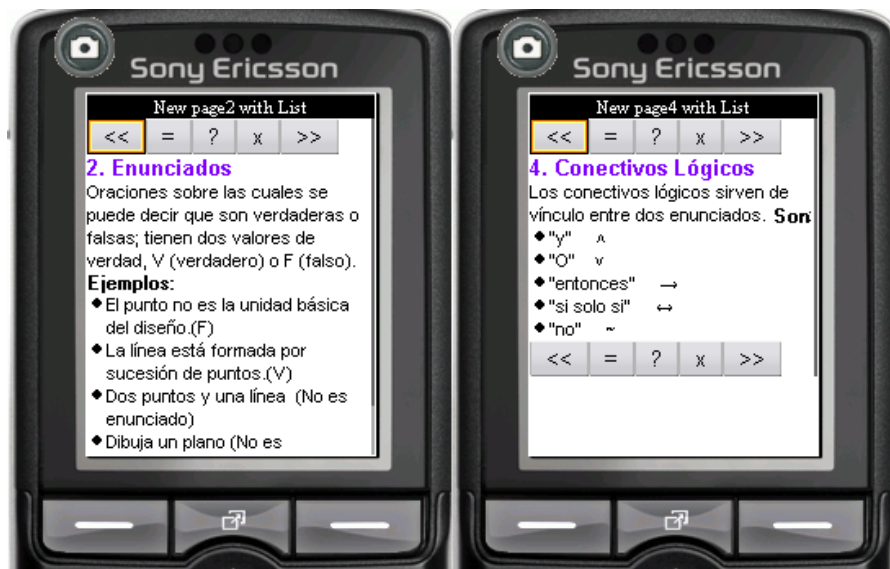 Sony Ericsson
New page2 with List
<< = ? x >>
2. Enunciados
Oraciones sobre las cuales se
puede decir que son verdaderas o
falsas; tienen dos valores de
verdad, V (verdadero) o F (falso).
Ejemplos:
◆El punto no es la unidad básica
del diseño.(F)
◆La línea está formada por
sucesión de puntos.(V)
◆Dos puntos y una línea (No es
enunciado)
◆Dibuja un plano (No es
Sony Ericsson
New page4 with List
<< = ? x >>
4. Conectivos Lógicos
Los conectivos lógicos sirven de
vínculo entre dos enunciados. Son
◆"y" ∧
◆"O" ∨
◆"entonces" →
◆"si solo si" ↔
◆"no" ~
<< = ? x >>